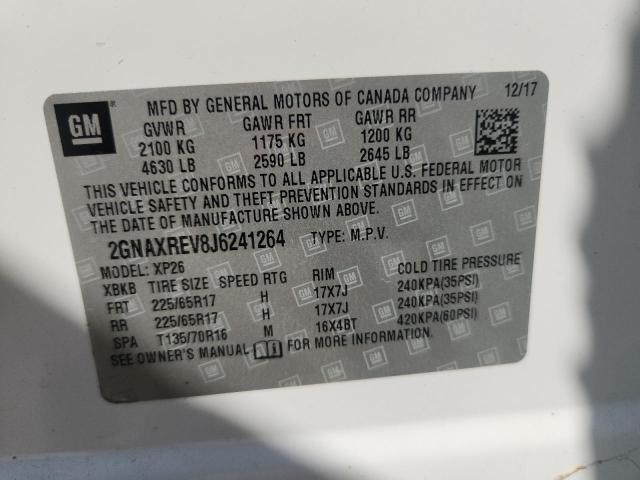 GM ® MFD BY GENERAL MOTORS OF CANADA COMPANY 12/17
GVWR GAWR FRT GAWR RR
2100 KG 1175 KG 1200 KG
4630 LB 2590 LB 2645 LB
THIS VEHICLE CONFORMS TO ALL APPLICABLE U.S. FEDERAL MOTOR
VEHICLE SAFETY AND THEFT PREVENTION STANDARDS IN EFFECT ON
THE DATE OF MANUFACTURE SHOWN ABOVE.
2GNAXREV8J6241264 TYPE: M.P.V.
MODEL: XP26
XBKB TIRE SIZE SPEED RTG RIM COLD TIRE PRESSURE
FRT 225/65R17 H 17X7J 240KPA(35PSI)
RR 225/65R17 H 17X7J 240KPA(35PSI)
SPA T135/70R16 M 16X4BT 420KPA(60PSI)
SEE OWNER'S MANUAL FOR MORE INFORMATION.